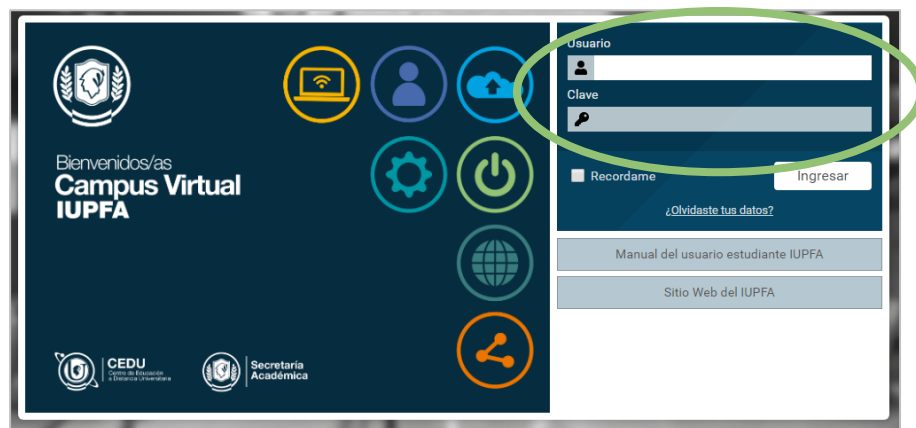 Bienvenidos/as
Campus Virtual
IUPFA
CEDU
Centro de Educación
a Distancia Universitaria
Secretaría
Académica
Usuario
Clave
Recordame
Ingresar
¿Olvidaste tus datos?
Manual del usuario estudiante IUPFA
Sitio Web del IUPFA